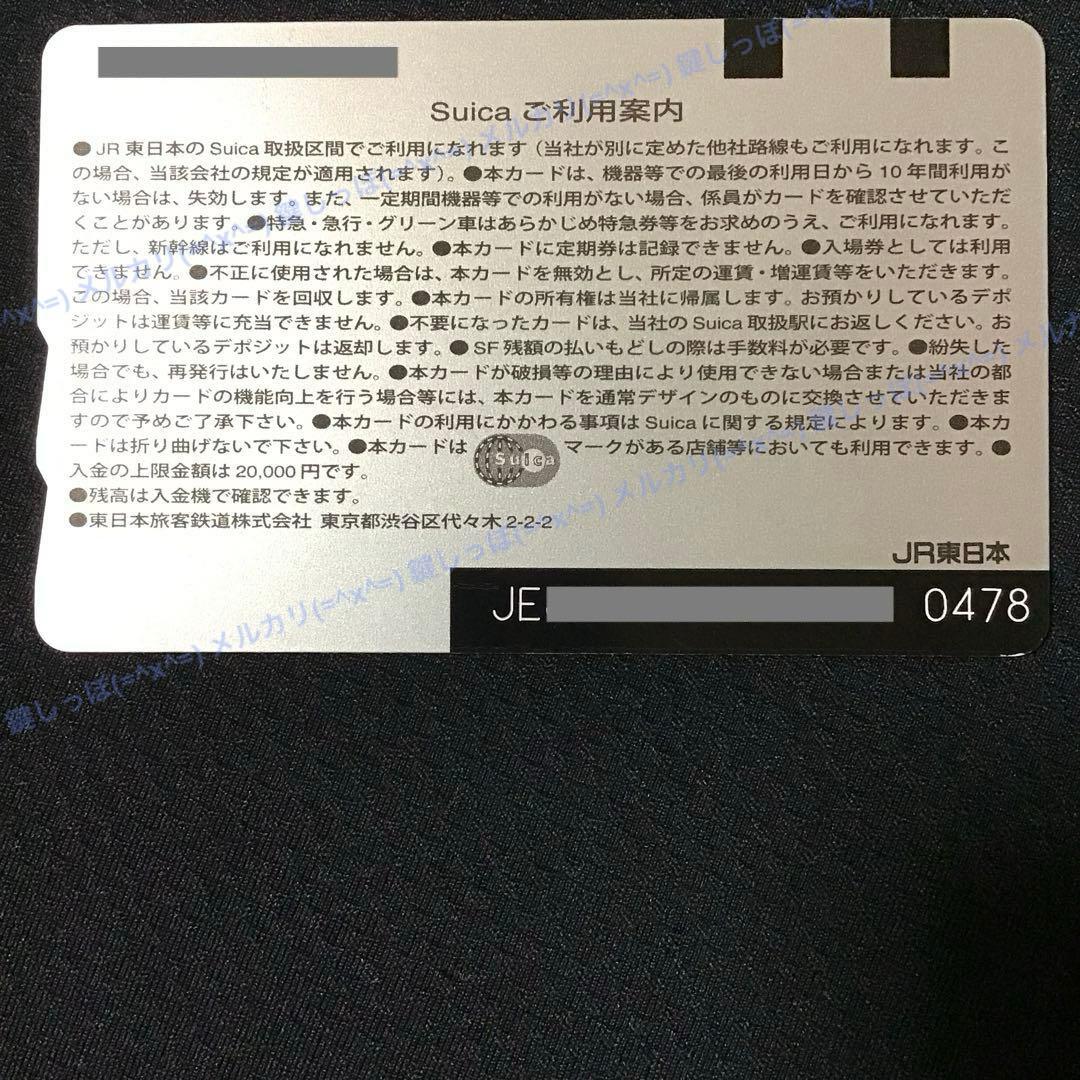 Suica ご利用案内
●JR 東日本の Suica 取扱区間でご利用になれます（当社が別に定めた他社路線もご利用になれます。こ
の場合、当該会社の規定が適用されます）。●本カードは、機器等での最後の利用日から 10 年間利用が
ない場合は、失効します。また、一定期間機器等での利用がない場合、係員がカードを確認させていただ
くことがあります。●特急・急行・グリーン車はあらかじめ特急券等をお求めのうえ、ご利用になれます。
ただし、新幹線はご利用になれません。●本カードに定期券は記録できません。●入場券としては利用
できません。●不正に使用された場合は、本カードを無効とし、所定の運賃・増運賃等をいただきます。
この場合、当該カードを回収します。●本カードの所有権は当社に帰属します。お預かりしているデポ
ジットは運賃等に充当できません。●不要になったカードは、当社の Suica 取扱駅にお返しください。お
預かりしているデポジットは返却します。●SF 残額の払いもどしの際は手数料が必要です。●紛失した
場合でも、再発行はいたしません。●本カードが破損等の理由により使用できない場合または当社の都
合によりカードの機能向上を行う場合等には、本カードを通常デザインのものに交換させていただきま
すので予めご了承下さい。●本カードの利用にかかわる事項は Suica に関する規定によります。●本カ
ードは折り曲げないで下さい。●本カードは Suica マークがある店舗等においても利用できます。●
入金の上限金額は 20,000 円です。
●残高は入金機で確認できます。
●東日本旅客鉄道株式会社 東京都渋谷区代々木 2-2-2
JR東日本
JE 0478
鍵しっぽ(=^x^=) メルカリ(=^x^=) 鍵しっぽ(=^x^=) メルカリ(=^x^=)